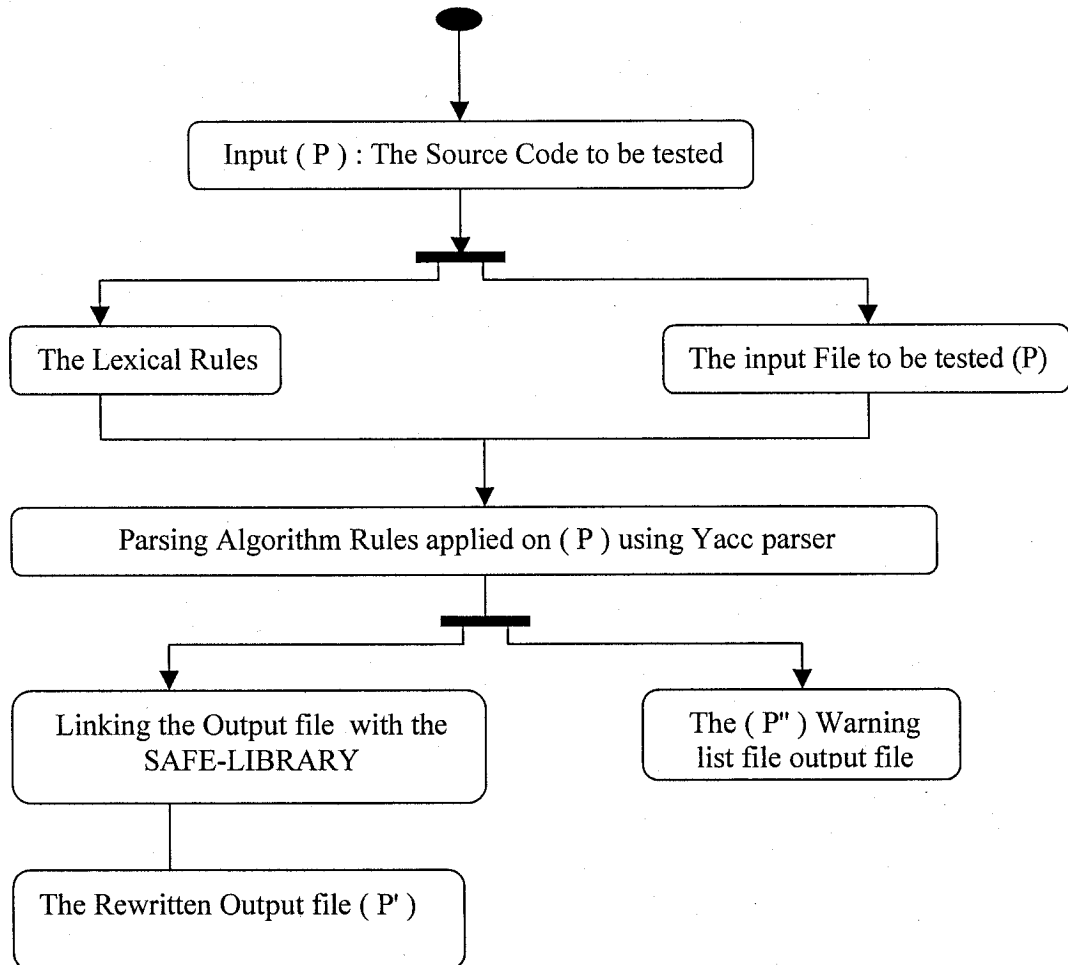 Input ( P ) : The Source Code to be tested
The Lexical Rules
The input File to be tested (P)
Parsing Algorithm Rules applied on ( P ) using Yacc parser
Linking the Output file with the
SAFE-LIBRARY
The ( P" ) Warning
list file output file
The Rewritten Output file ( P' )